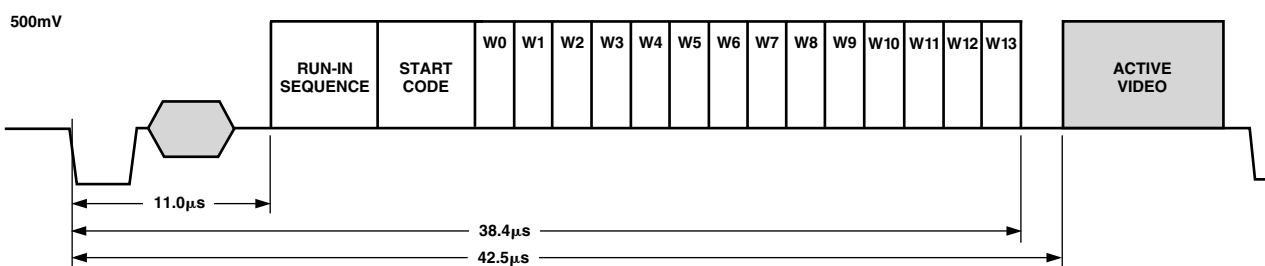 500mV
RUN-IN
SEQUENCE
START
CODE
W0 W1 W2 W3 W4 W5 W6 W7 W8 W9 W10 W11 W12 W13
ACTIVE
VIDEO
11.0μs
38.4μs
42.5μs